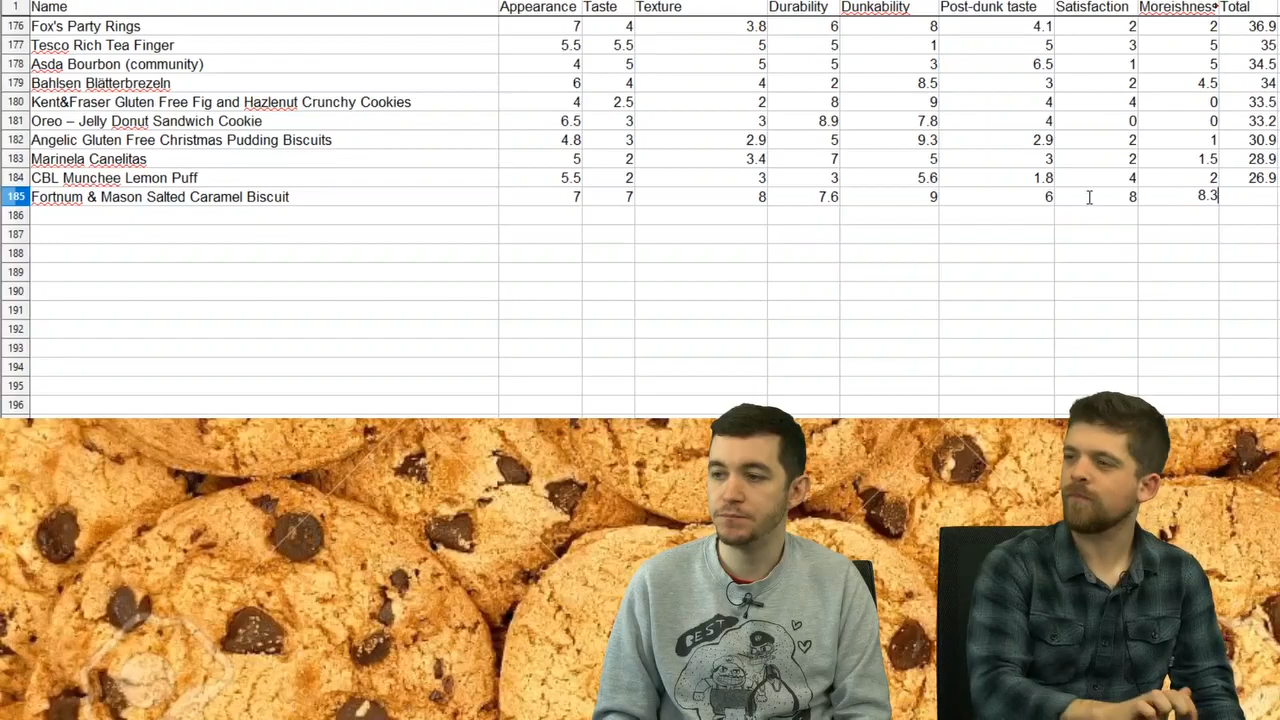 1 Name Appearance Taste Texture Durability Dunkability Post-dunk taste Satisfaction Moreishnes Total
176 Fox's Party Rings 7 4 3.8 6 8 4.1 2 2 36.9
177 Tesco Rich Tea Finger 5.5 5.5 5 5 1 5 3 5 35
178 Asda Bourbon (community) 4 5 5 5 3 6.5 1 5 34.5
179 Bahlsen Blätterbrezeln 6 4 4 2 8.5 3 2 4.5 34
180 Kent&Fraser Gluten Free Fig and Hazlenut Crunchy Cookies 4 2.5 2 8 9 4 4 0 33.5
181 Oreo – Jelly Donut Sandwich Cookie 6.5 3 3 8.9 7.8 4 0 0 33.2
182 Angelic Gluten Free Christmas Pudding Biscuits 4.8 3 2.9 5 9.3 2.9 2 1 30.9
183 Marinela Canelitas 5 2 3.4 7 5 3 2 1.5 28.9
184 CBL Munchee Lemon Puff 5.5 2 3 3 5.6 1.8 4 2 26.9
185 Fortnum & Mason Salted Caramel Biscuit 7 7 8 7.6 9 6 8 8.3
186
187
188
189
190
191
192
193
194
195
196
BEST